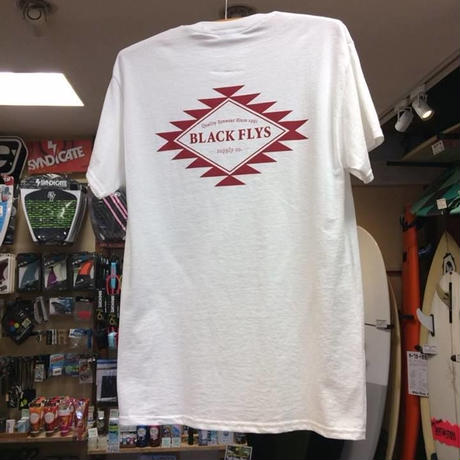 Quality Eyewear Since 1991
BLACK FLYS
supply co.
SYNDICATE
SYNDICATE